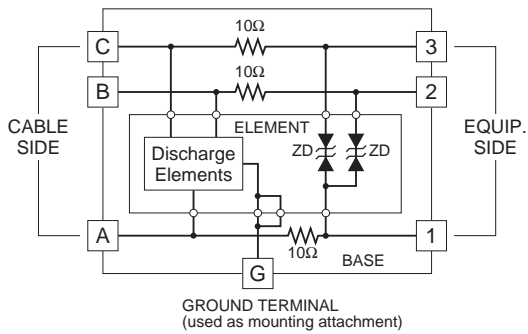 C
10Ω
3
B
10Ω
2
CABLE
SIDE
ELEMENT
Discharge
Elements
ZD
ZD
EQUIP.
SIDE
A
10Ω
1
BASE
G
GROUND TERMINAL
(used as mounting attachment)